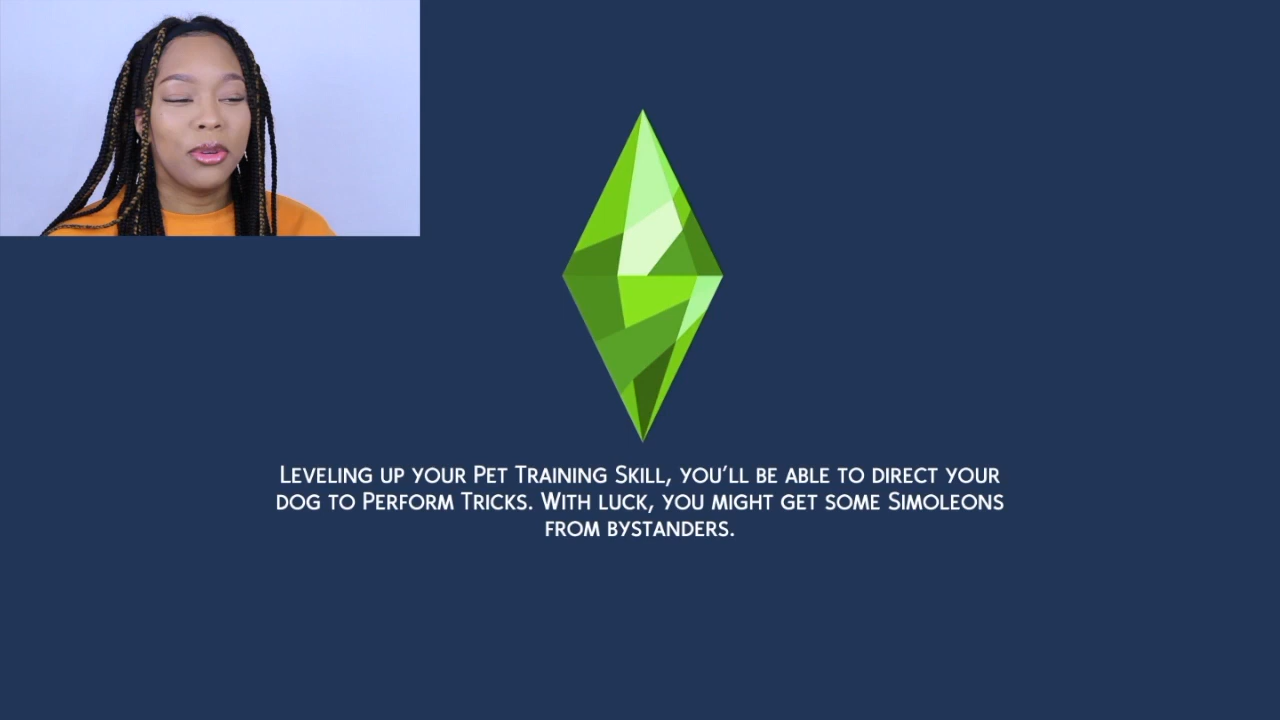 Leveling up your Pet Training Skill, you'll be able to direct your
dog to Perform Tricks. With luck, you might get some Simoleons
from bystanders.